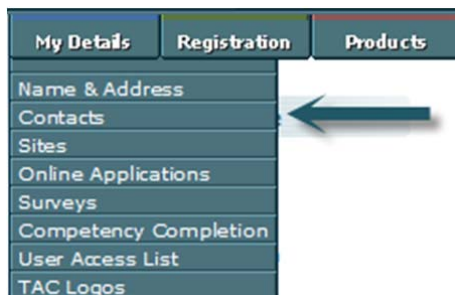 My Details Registration Products
Name & Address
Contacts
Sites
Online Applications
Surveys
Competency Completion
User Access List
TAC Logos